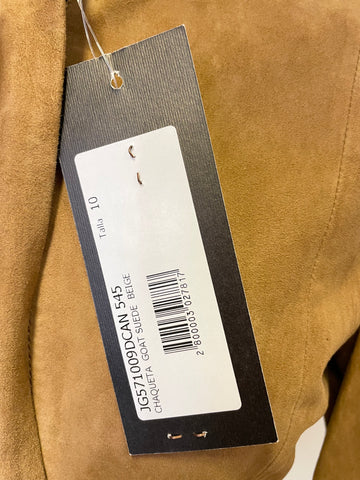 Talla 10
JG571009DCAN 545
CHAQUETA GOAT SUEDE BEIGE
2 800003 027817